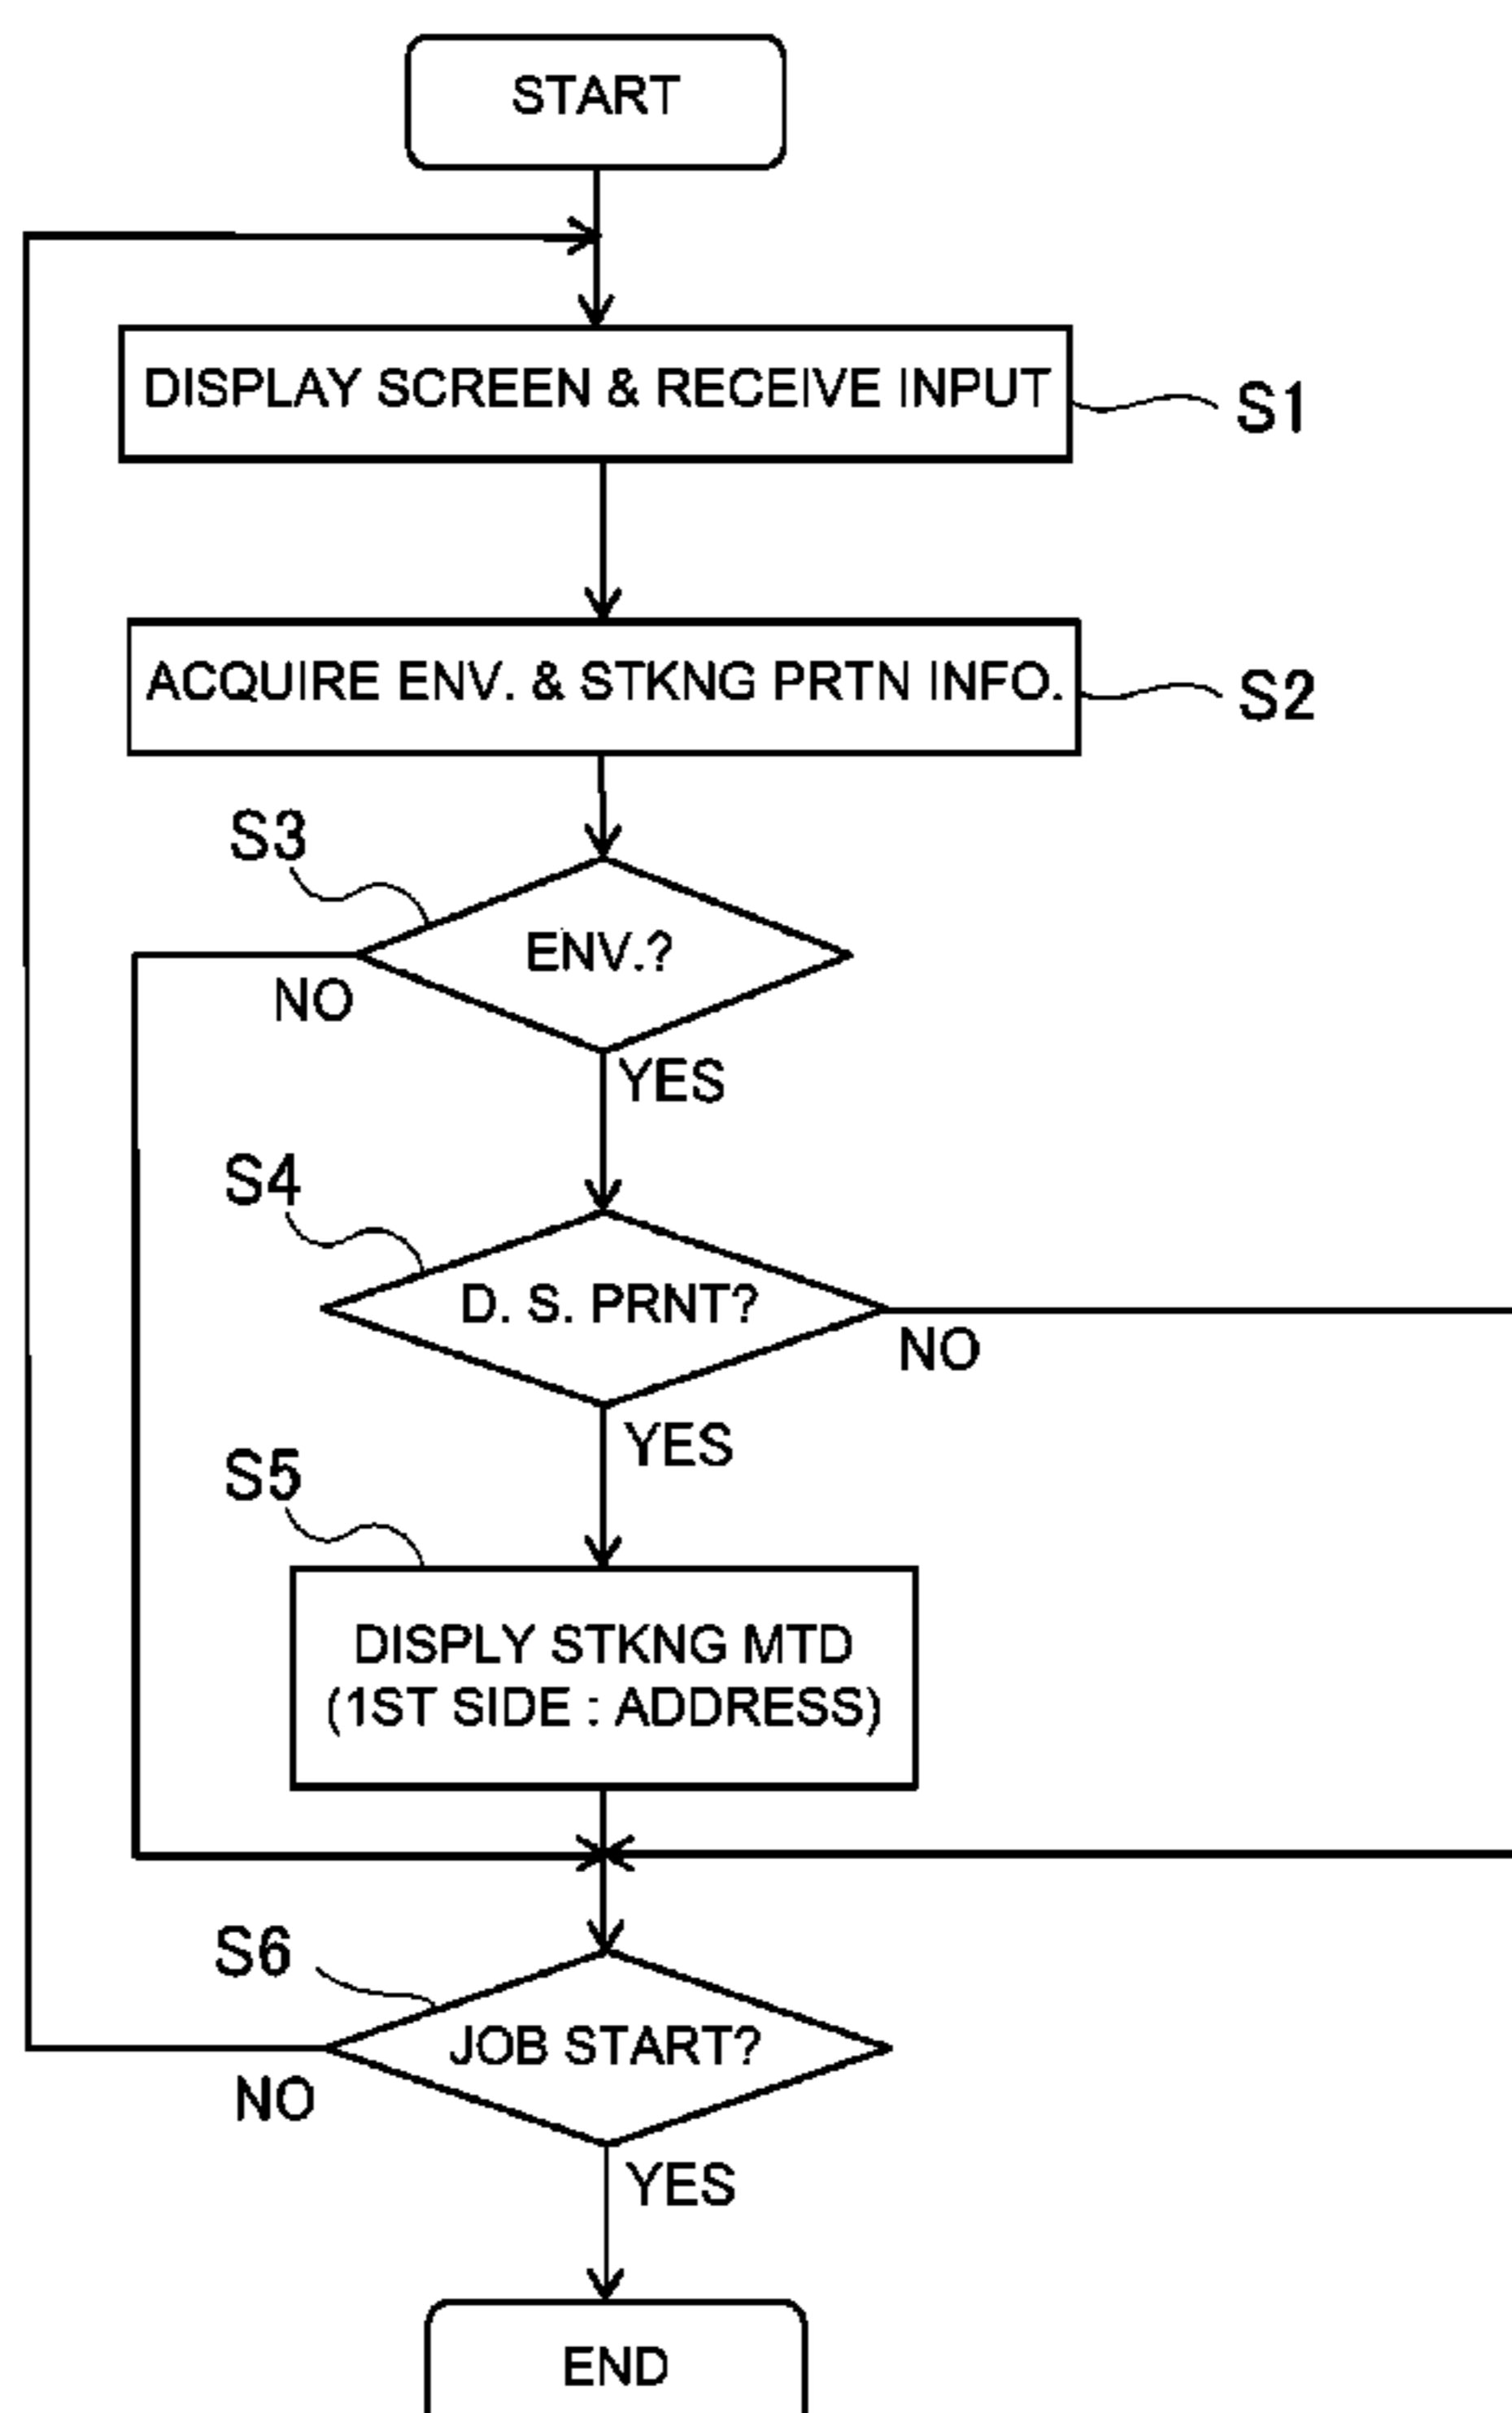 START
DISPLAY SCREEN & RECEIVE INPUT
S1
ACQUIRE ENV. & STKNG PRTN INFO.
S2
S3
ENV.?
NO
YES
S4
D. S. PRNT?
NO
YES
S5
DISPLY STKNG MTD
(1ST SIDE : ADDRESS)
S6
JOB START?
NO
YES
END